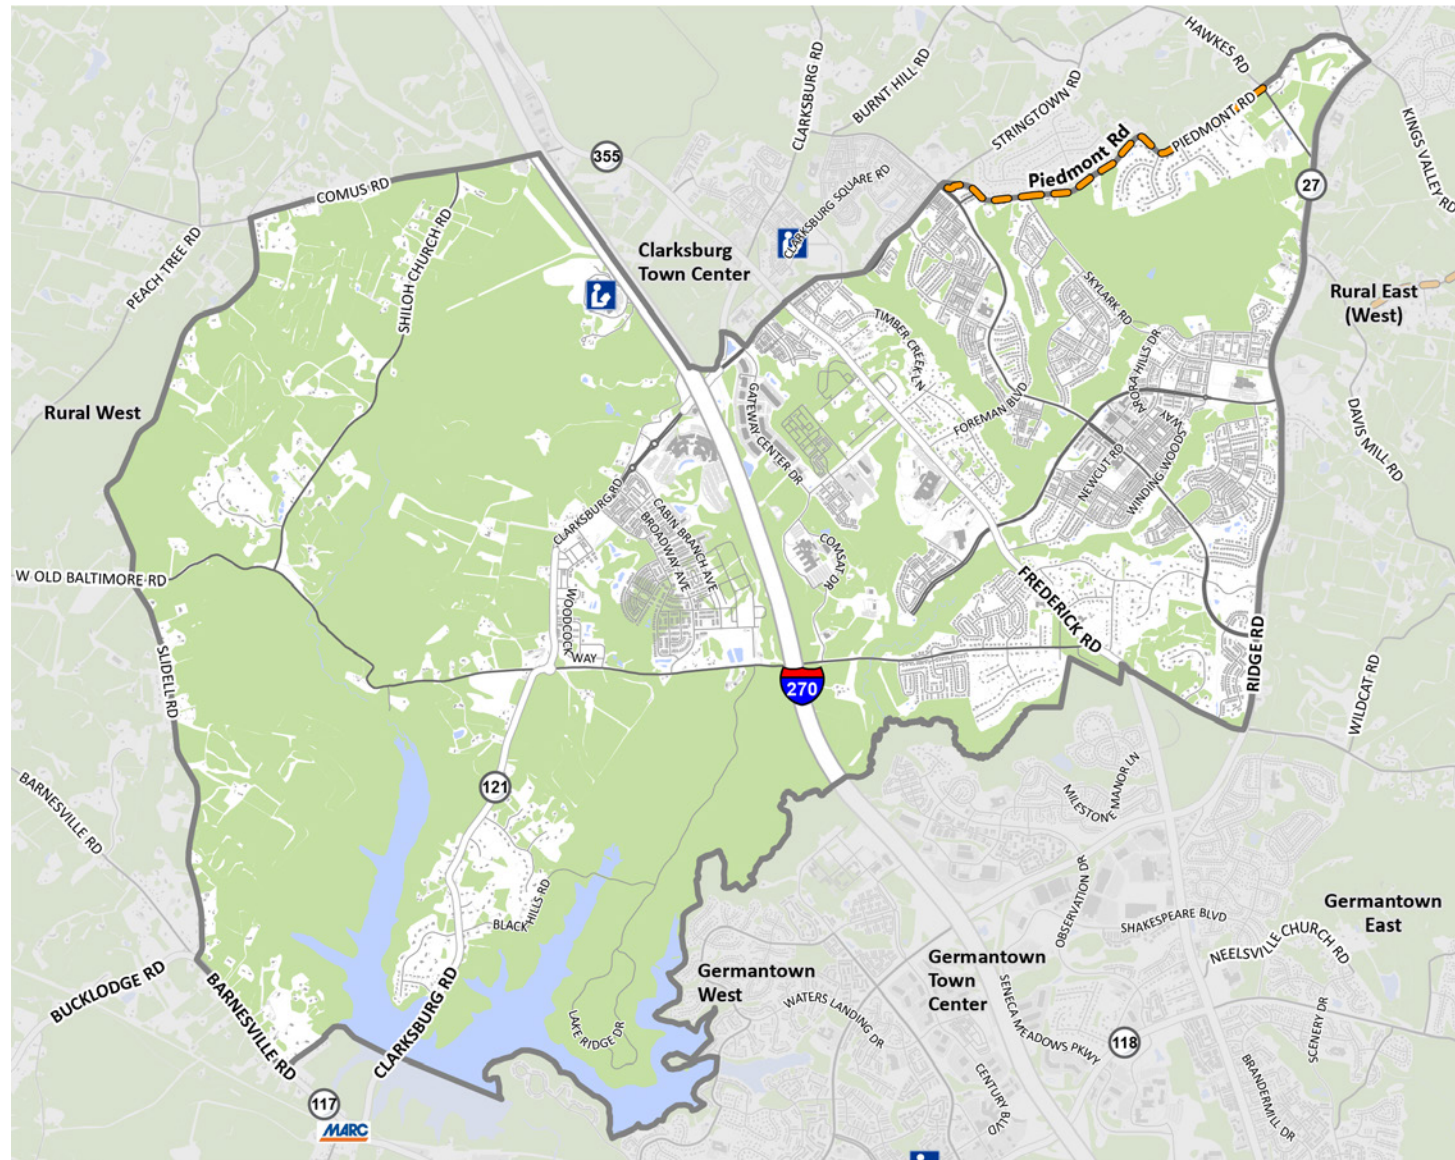 HAWKES RD
CLARKSBURG RD
BURNT HILL RD
STRINGTOWN RD
PIEDMONT RD
Piedmont Rd
KINGS VALLEY RD
355
27
COMUS RD
CLARKSBURG SQUARE RD
PEACH TREE RD
SHILOH CHURCH RD
Clarksburg
Town Center
SKYLARK RD
Rural East
(West)
TIMBER CREEK LN
ARORA HILLS DR
Rural West
GATEWAY CENTER DR
FOREMAN BLVD
DAVIS MILL RD
NEWCUT RD
WINDING WOODS
WAY
CLARKSBURG RD
CABIN BRANCH AVE
BROADWAY AVE
COMSAT DR
W OLD BALTIMORE RD
WOODCOCK
WAY
FREDERICK RD
RIDGE RD
SLIDELL RD
270
WILDCAT RD
121
BARNSVILLE RD
MILESTONE MANOR LN
OBSERVATION DR
BLACK HILLS RD
SHAKESPEARE BLVD
Germantown
East
NEELSVILLE CHURCH RD
BUCKLODGE RD
BARNESVILLE RD
CLARKSBURG RD
Germantown
West
Germantown
Town
Center
WATERS LANDING DR
LAKE RIDGE DR
SENECA MEADOWS PKWY
118
SCENERY DR
CENTURY BLVD
BRANDERMILL DR
117
MARC